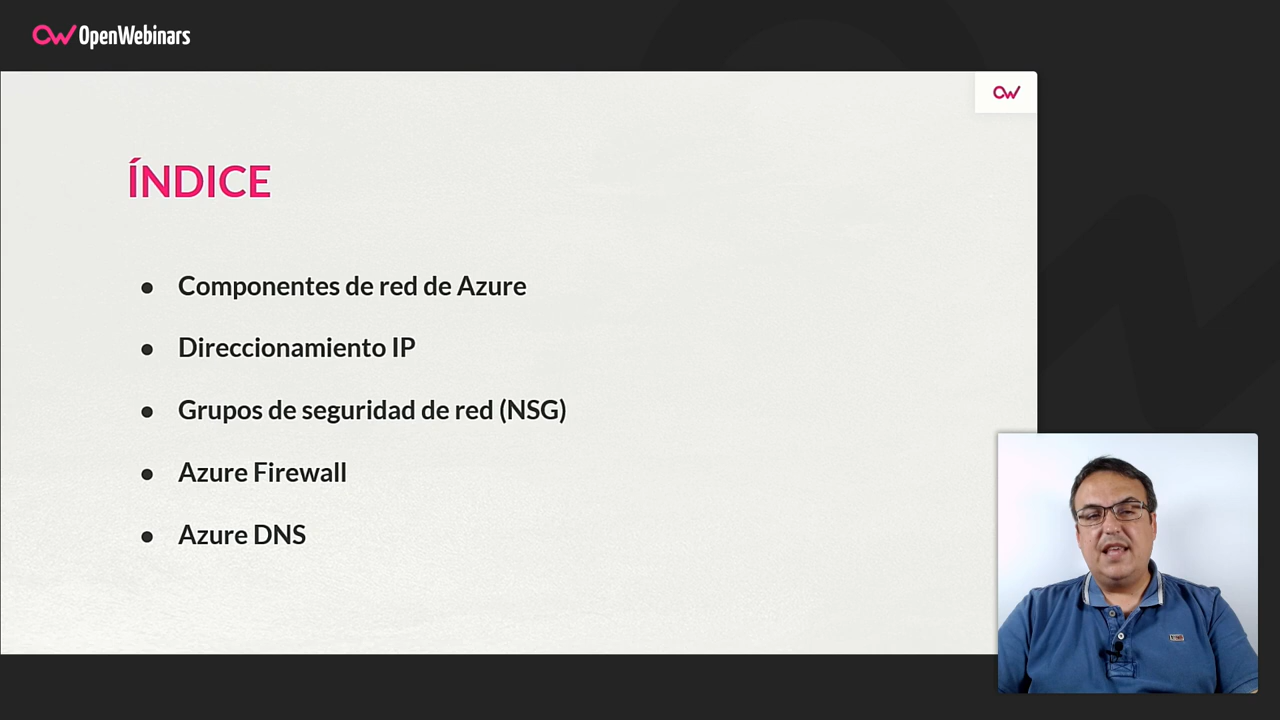 OpenWebinars
ÍNDICE
● Componentes de red de Azure
● Direccionamiento IP
● Grupos de seguridad de red (NSG)
● Azure Firewall
● Azure DNS